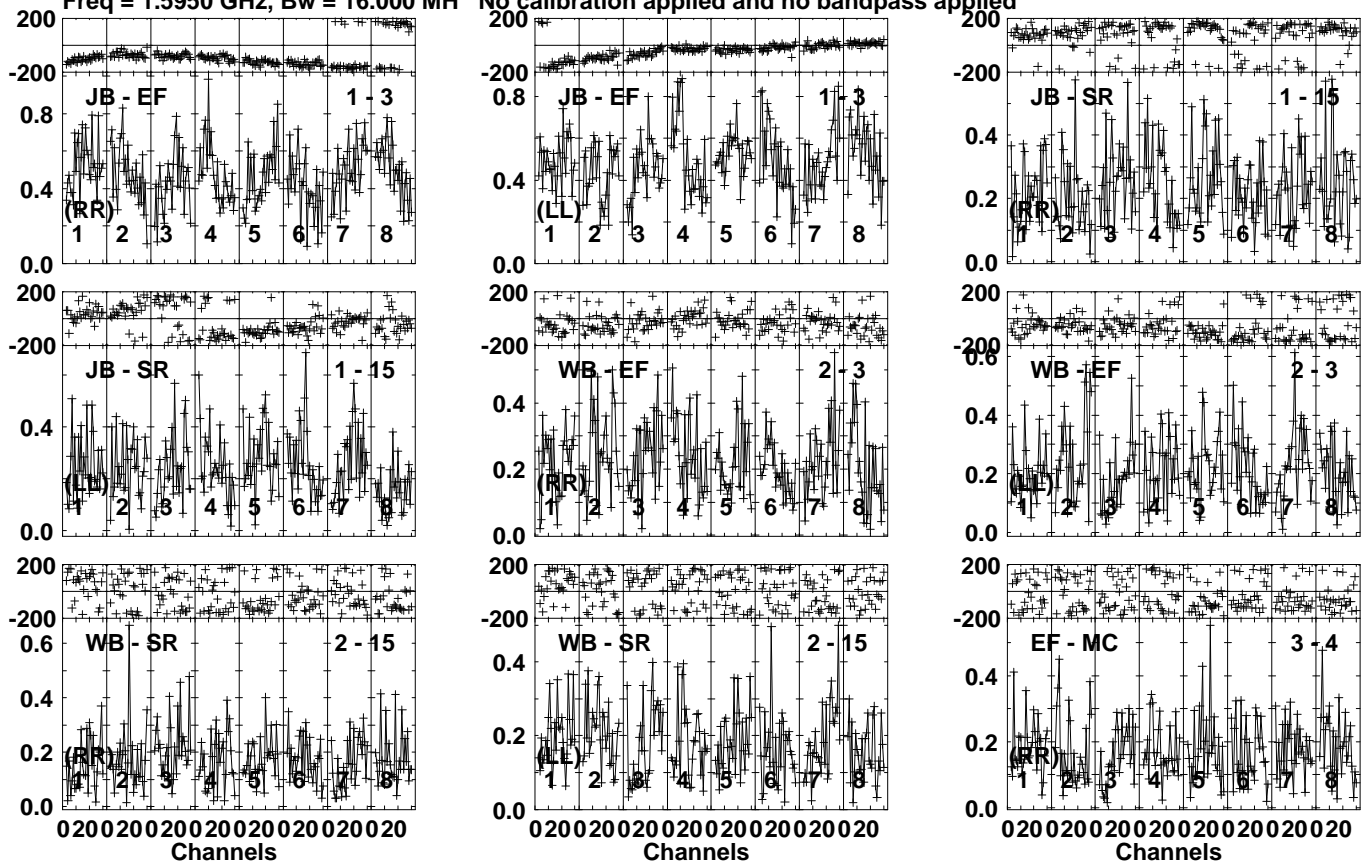 Freq = 1.5950 GHz, Bw = 16.000 MH No calibration applied and no bandpass applied
200 200 200
-200 -200 -200
JB - EF 1 - 3 JB - EF 1 - 3 JB - SR 1 - 15
0.8 0.8 0.4
0.4 0.4 0.2
(RR) (LL) (RR)
1 2 3 4 5 6 7 8 1 2 3 4 5 6 7 8 1 2 3 4 5 6 7 8
0.0 0.0 0.0
200 200 200
-200 -200 -200
JB - SR 1 - 15 WB - EF 2 - 3 WB - EF 2 - 3
0.6
0.4 0.4 0.4
0.2 0.2
(LL) (RR) (LL)
1 2 3 4 5 6 7 8 1 2 3 4 5 6 7 8 1 2 3 4 5 6 7 8
0.0 0.0 0.0
200 200 200
-200 -200 -200
WB - SR 2 - 15 WB - SR 2 - 15 EF - MC 3 - 4
0.6
0.4 0.4 0.4
0.2 0.2 0.2
(RR) (LL) (RR)
1 2 3 4 5 6 7 8 1 2 3 4 5 6 7 8 1 2 3 4 5 6 7 8
0.0 0.0 0.0
0 20 0 20 0 20 0 20 0 20 0 20 0 20 0 20 0 20 0 20 0 20 0 20 0 20 0 20 0 20 0 20 0 20 0 20 0 20 0 20 0 20 0 20 0 20 0 20
Channels Channels Channels